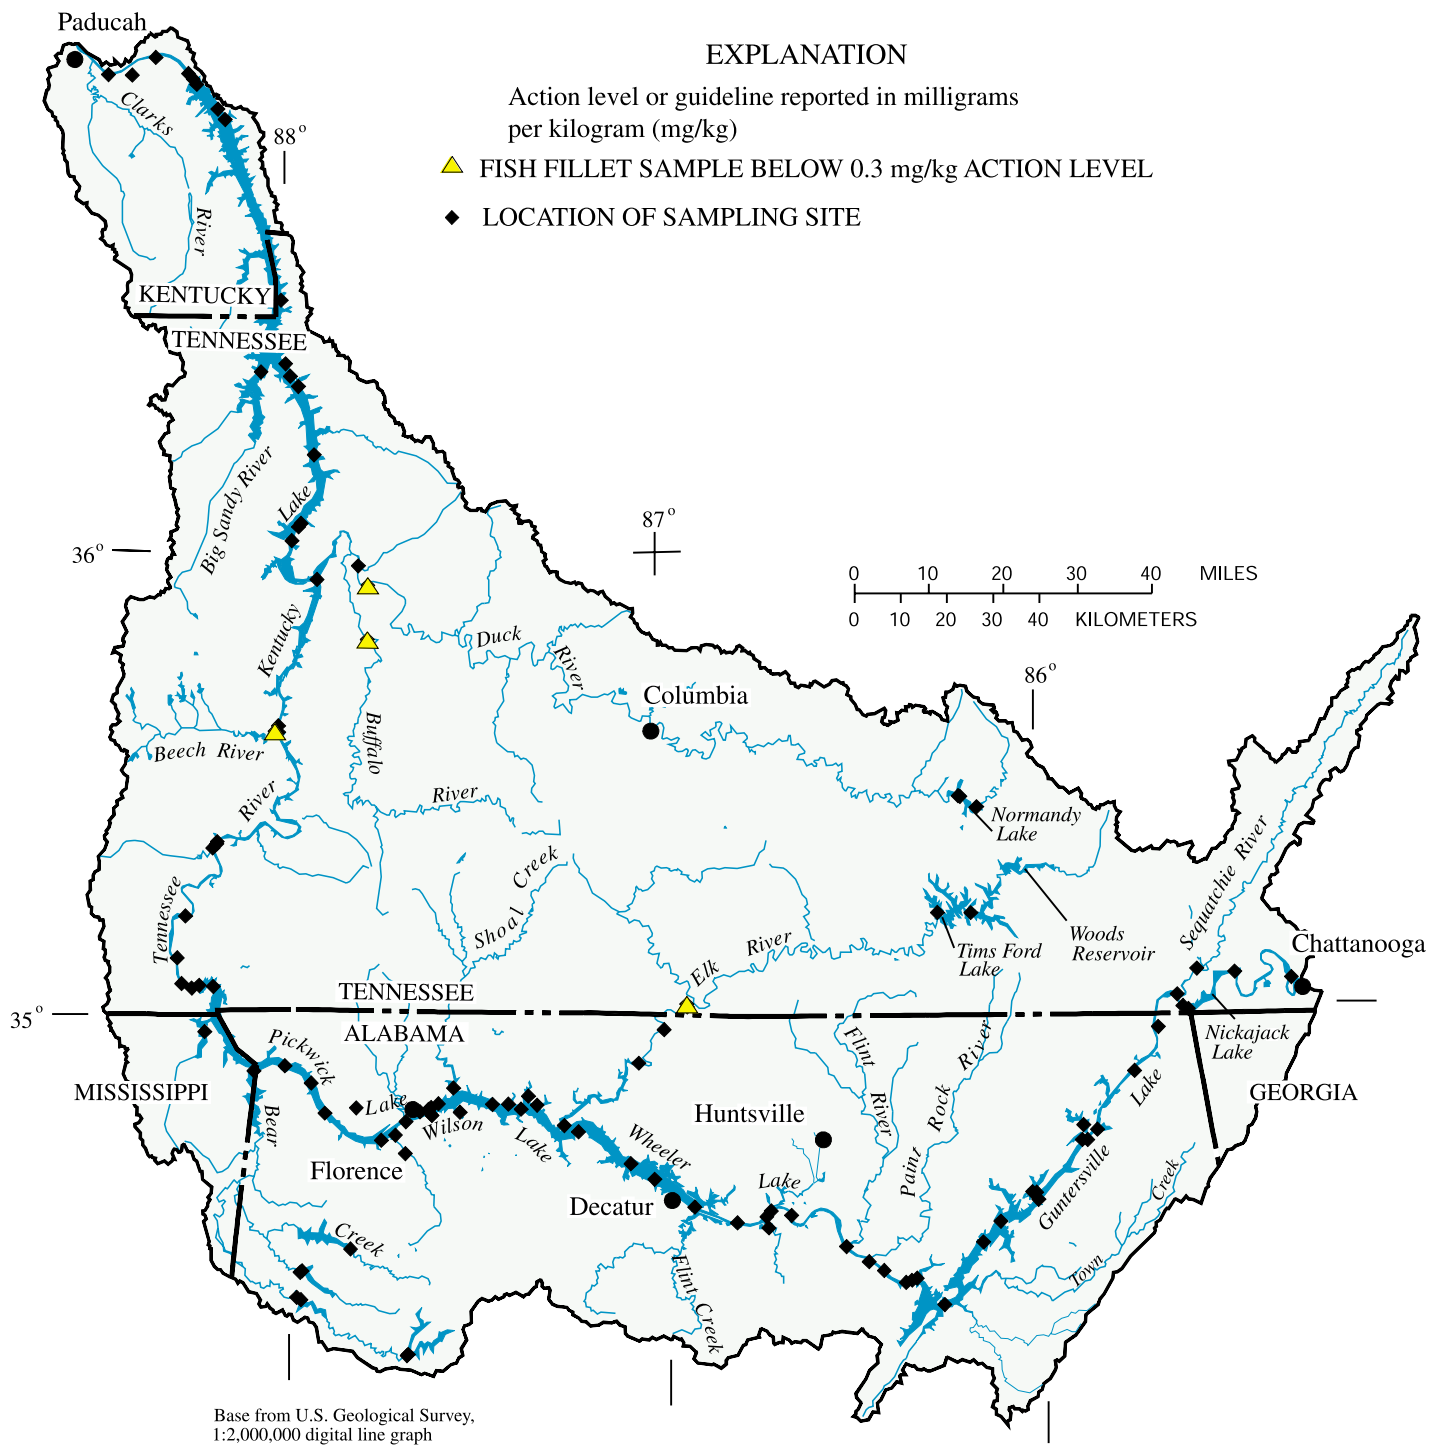 Paducah
EXPLANATION
Action level or guideline reported in milligrams
per kilogram (mg/kg)
FISH FILLET SAMPLE BELOW 0.3 mg/kg ACTION LEVEL
LOCATION OF SAMPLING SITE
Clarks
River
88°
KENTUCKY
TENNESSEE
Big Sandy River
Lake
Kentucky
36°
87°
0 10 20 30 40 MILES
0 10 20 30 40 KILOMETERS
Duck
River
Columbia
86°
Buffalo
River
Beech River
River
Tennessee
Normandy
Lake
Creek
Shoal
Elk
River
Tims Ford
Lake
Woods
Reservoir
Sequatchie River
Chattanooga
Nickajack
Lake
35°
TENNESSEE
ALABAMA
MISSISSIPPI
GEORGIA
Pickwick
Lake
Bear
Creek
Wilson
Lake
Florence
Wheeler
Lake
Decatur
Huntsville
Flint
River
Paint Rock River
Guntersville
Lake
Town
Creek
Flint Creek
Base from U.S. Geological Survey,
1:2,000,000 digital line graph